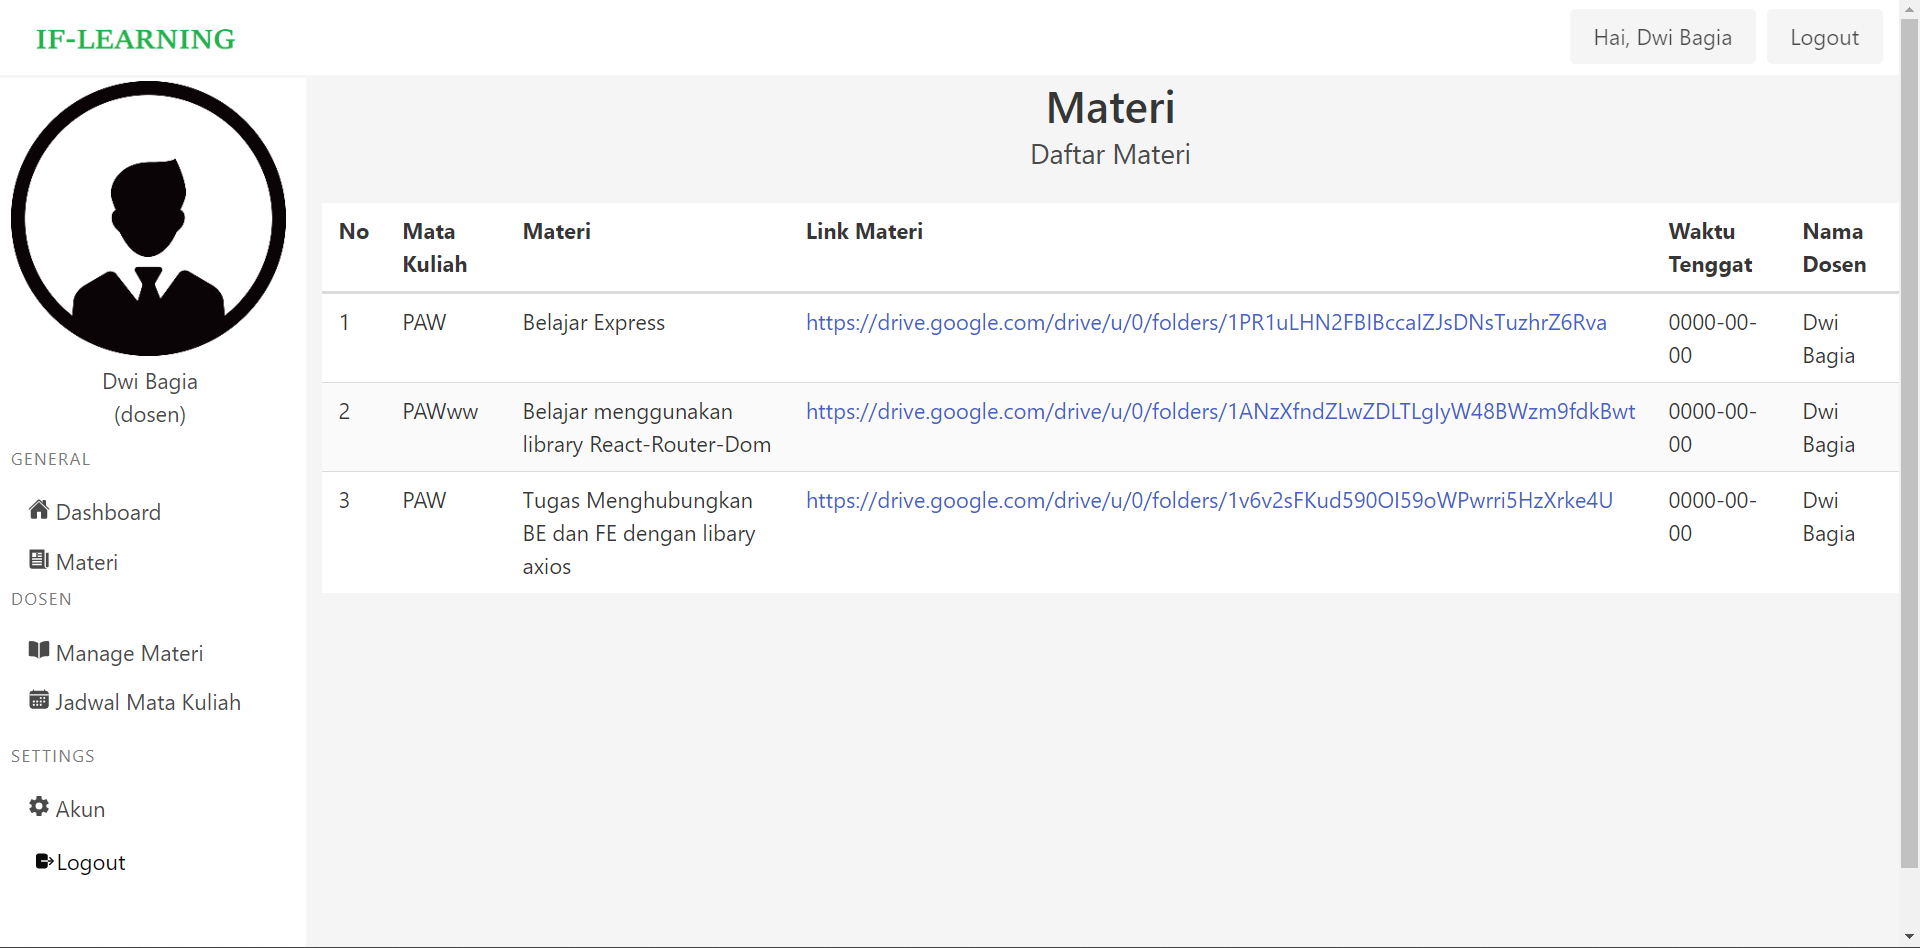 IF-LEARNING
Hai, Dwi Bagia
Logout
Dwi Bagia
(dosen)
GENERAL
Dashboard
Materi
DOSEN
Manage Materi
Jadwal Mata Kuliah
SETTINGS
Akun
Logout
Materi
Daftar Materi
No Mata Kuliah Materi Link Materi Waktu Tenggat Nama Dosen
1 PAW Belajar Express https://drive.google.com/drive/u/0/folders/1PR1uLHN2FBIBccaIZJsDNsTuzhrZ6Rva 0000-00-00 Dwi Bagia
2 PAWww Belajar menggunakan library React-Router-Dom https://drive.google.com/drive/u/0/folders/1ANzXfndZLwZDLTLgIyW48BWzm9fdkBwt 0000-00-00 Dwi Bagia
3 PAW Tugas Menghubungkan BE dan FE dengan libary axios https://drive.google.com/drive/u/0/folders/1v6v2sFKud590OI59oWPwrri5HzXrke4U 0000-00-00 Dwi Bagia